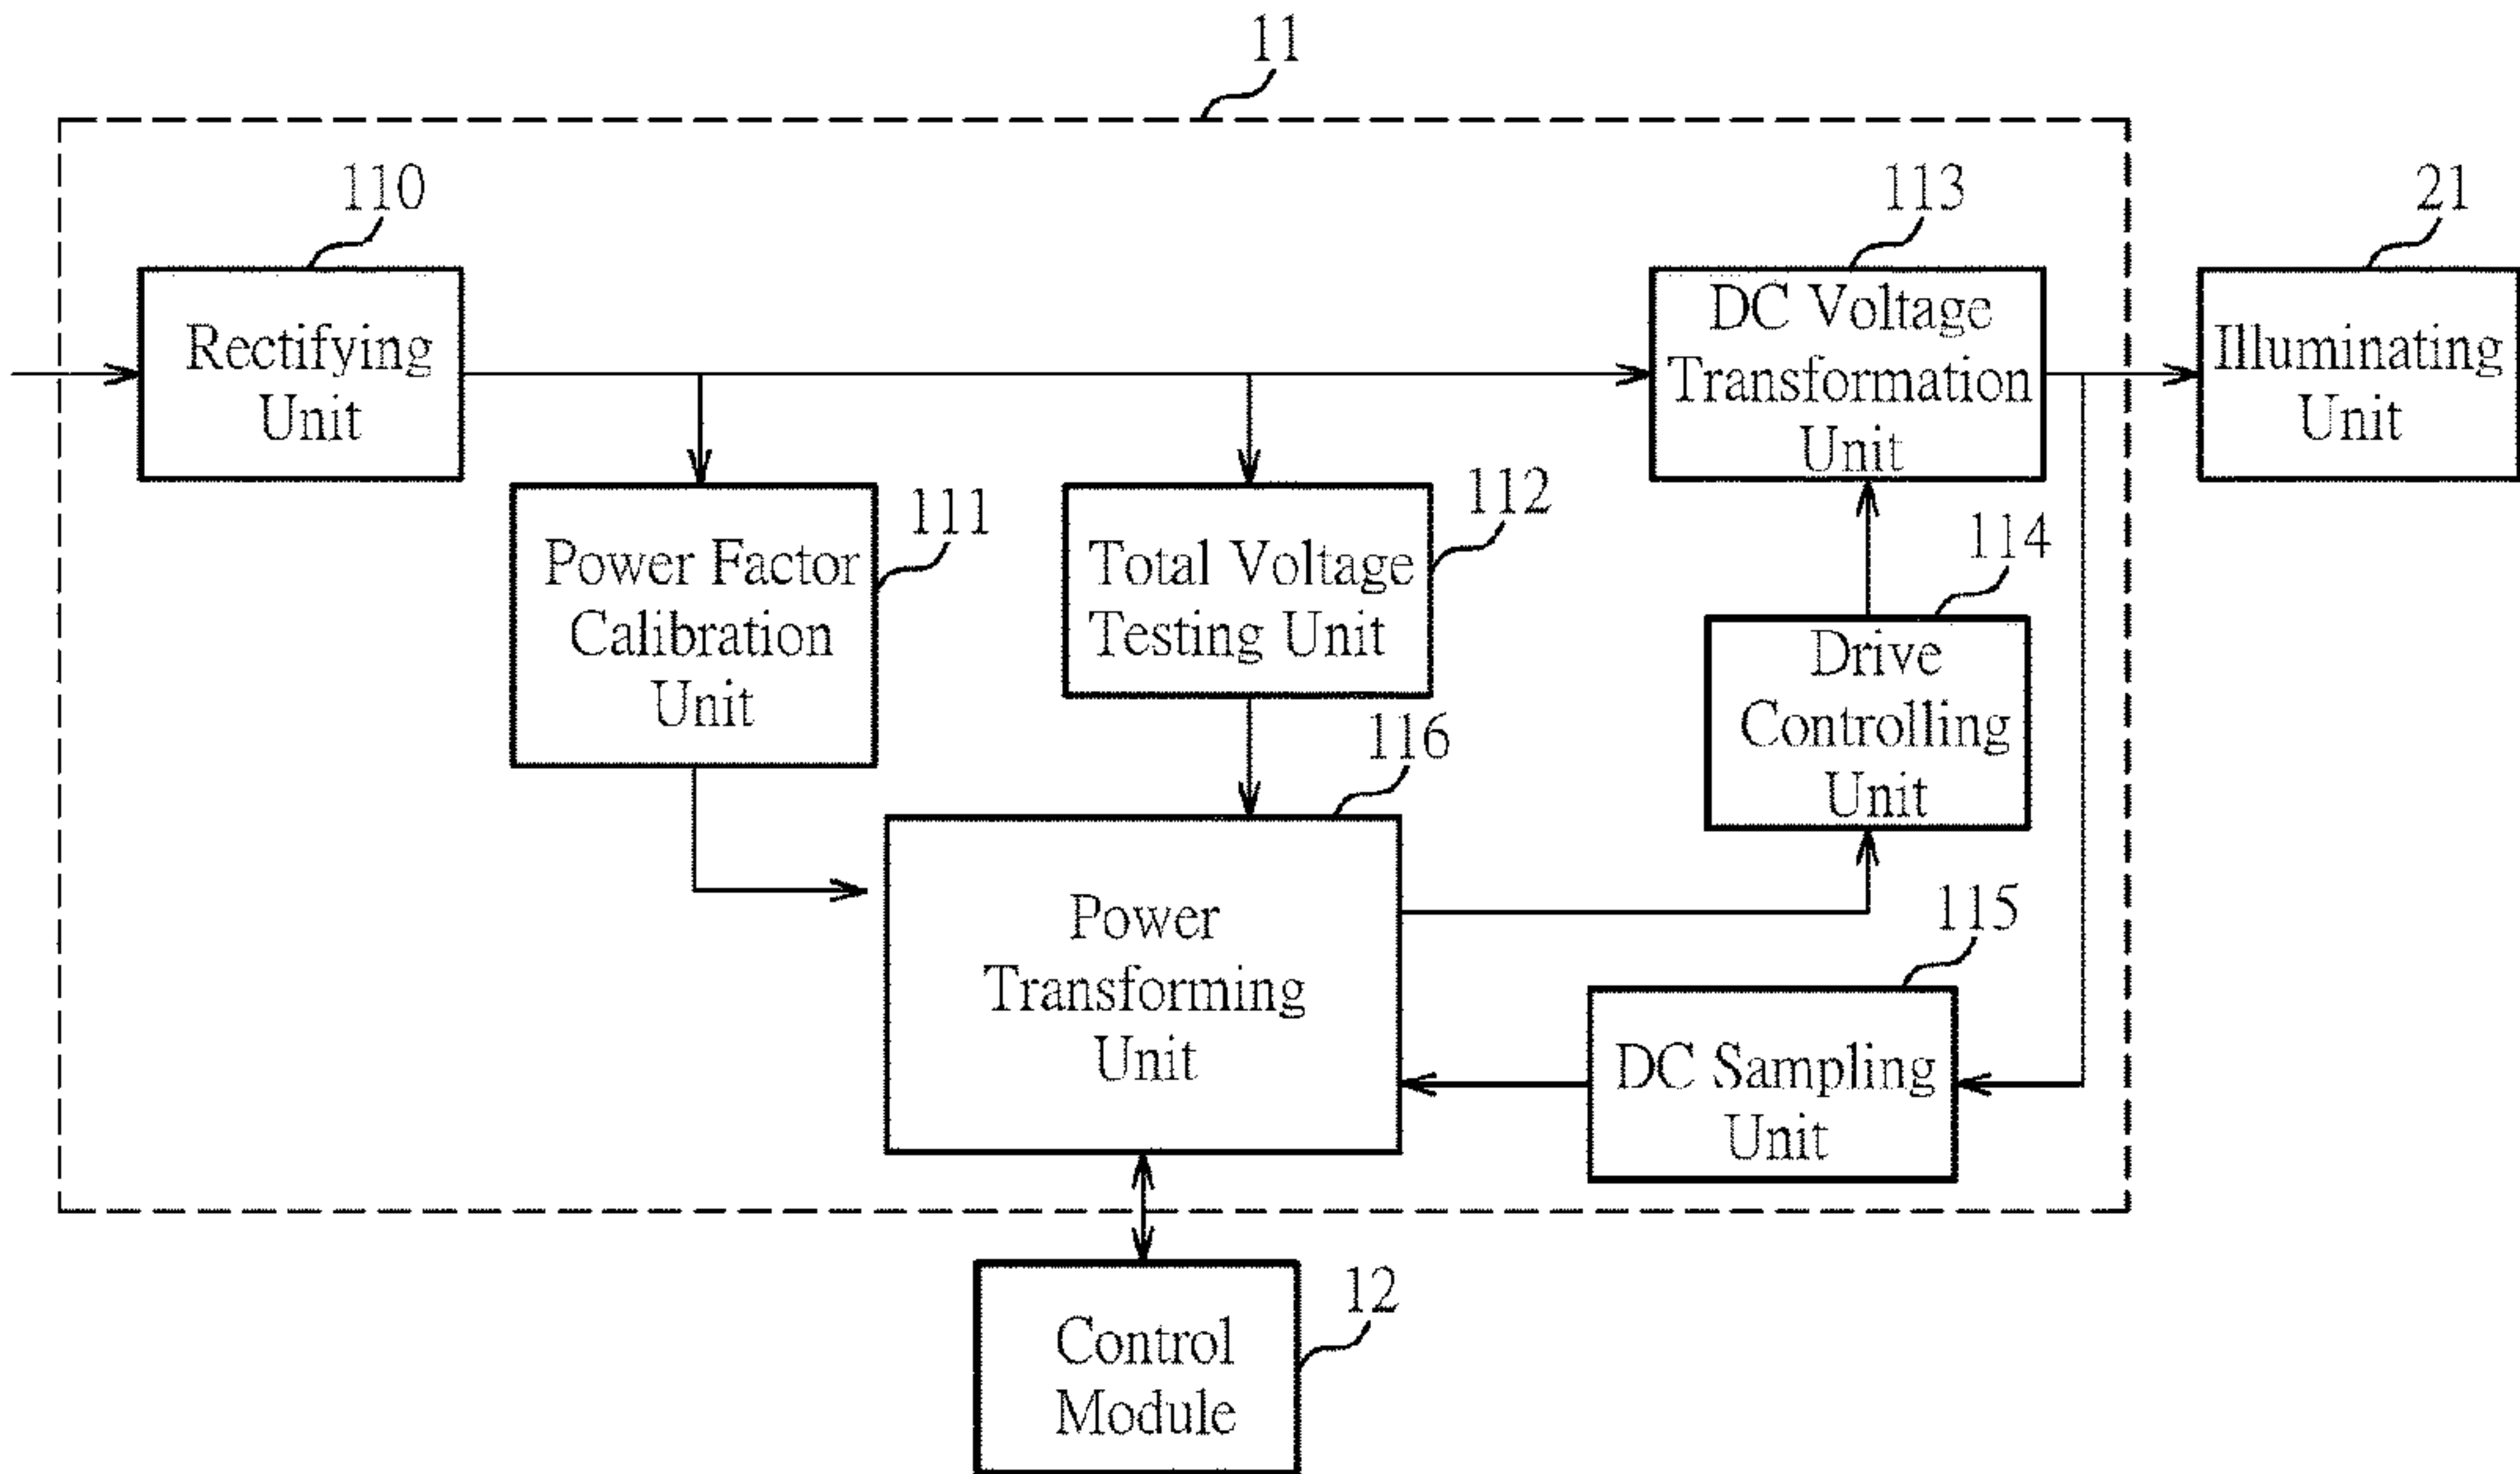 11
110
Rectifying
Unit
113
DC Voltage
Transformation
Unit
21
Illuminating
Unit
111
Power Factor
Calibration
Unit
112
Total Voltage
Testing Unit
114
Drive
Controlling
Unit
116
Power
Transforming
Unit
115
DC Sampling
Unit
12
Control
Module